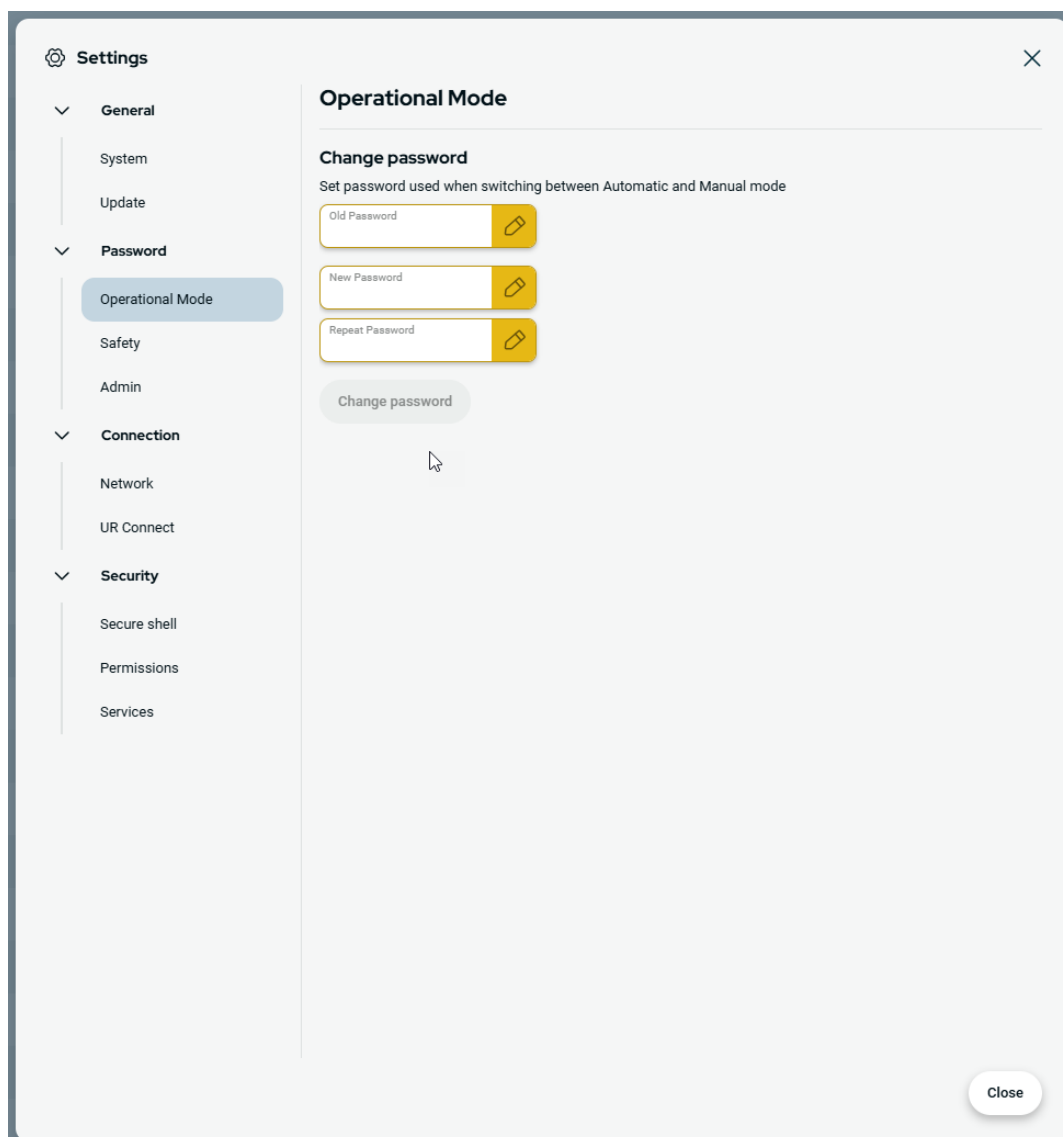 Settings
General
System
Update
Password
Operational Mode
Safety
Admin
Connection
Network
UR Connect
Security
Secure shell
Permissions
Services
Operational Mode
Change password
Set password used when switching between Automatic and Manual mode
Old Password
New Password
Repeat Password
Change password
Close